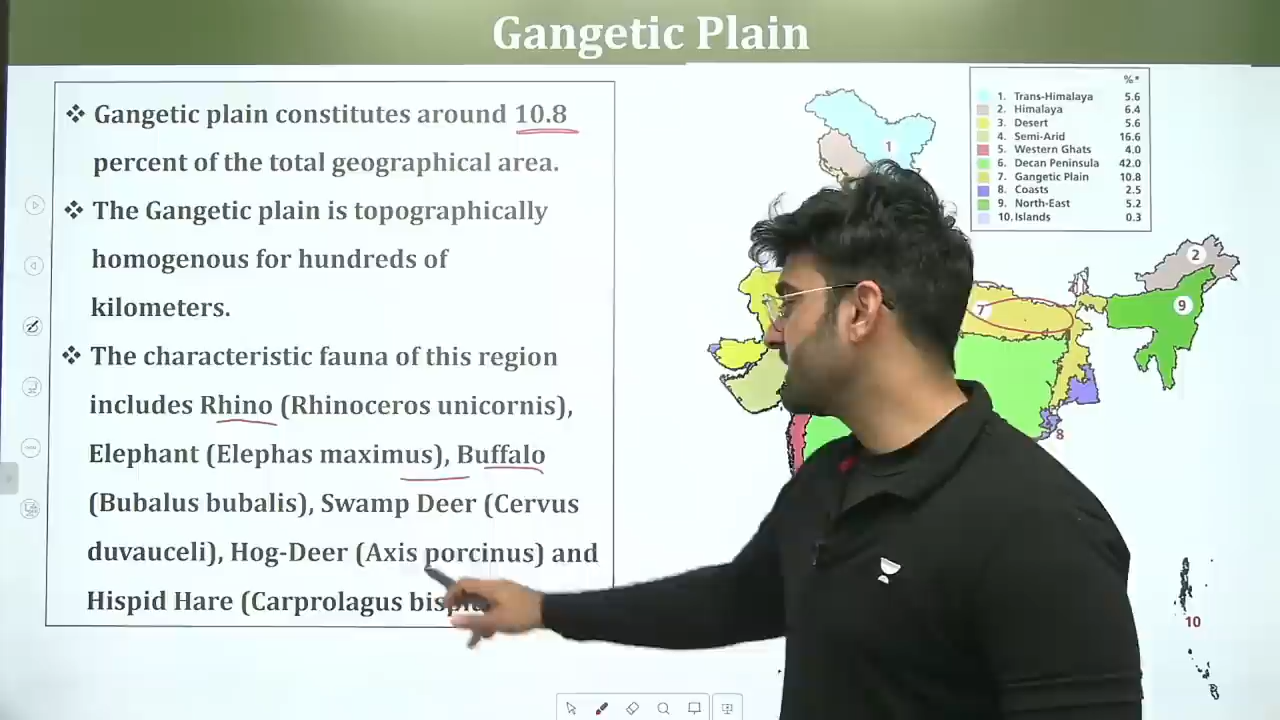 Gangetic Plain
❖ Gangetic plain constitutes around 10.8
percent of the total geographical area.
❖ The Gangetic plain is topographically
homogenous for hundreds of
kilometers.
❖ The characteristic fauna of this region
includes Rhino (Rhinoceros unicornis),
Elephant (Elephas maximus), Buffalo
(Bubalus bubalis), Swamp Deer (Cervus
duvauceli), Hog-Deer (Axis porcinus) and
Hispid Hare (Carprolagus
%*
1. Trans-Himalaya 5.6
2. Himalaya 6.4
3. Desert 5.6
4. Semi-Arid 16.6
5. Western Ghats 4.0
6. Decan Peninsula 42.0
7. Gangetic Plain 10.8
8. Coasts 2.5
9. North-East 5.2
10. Islands 0.3
1
2
7
9
8
10